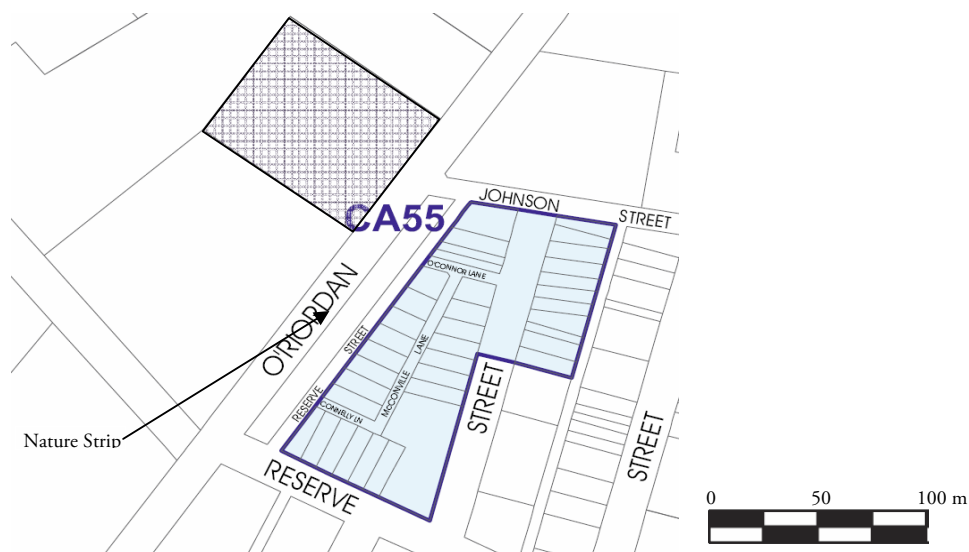 JOHNSON
STREET
CA55
O'CONNOR LANE
O'RIORDAN
STREET
LANE
McCONVILLE
RESERVE
CONNELLY LN
STREET
STREET
Nature Strip
RESERVE
0 50 100 m